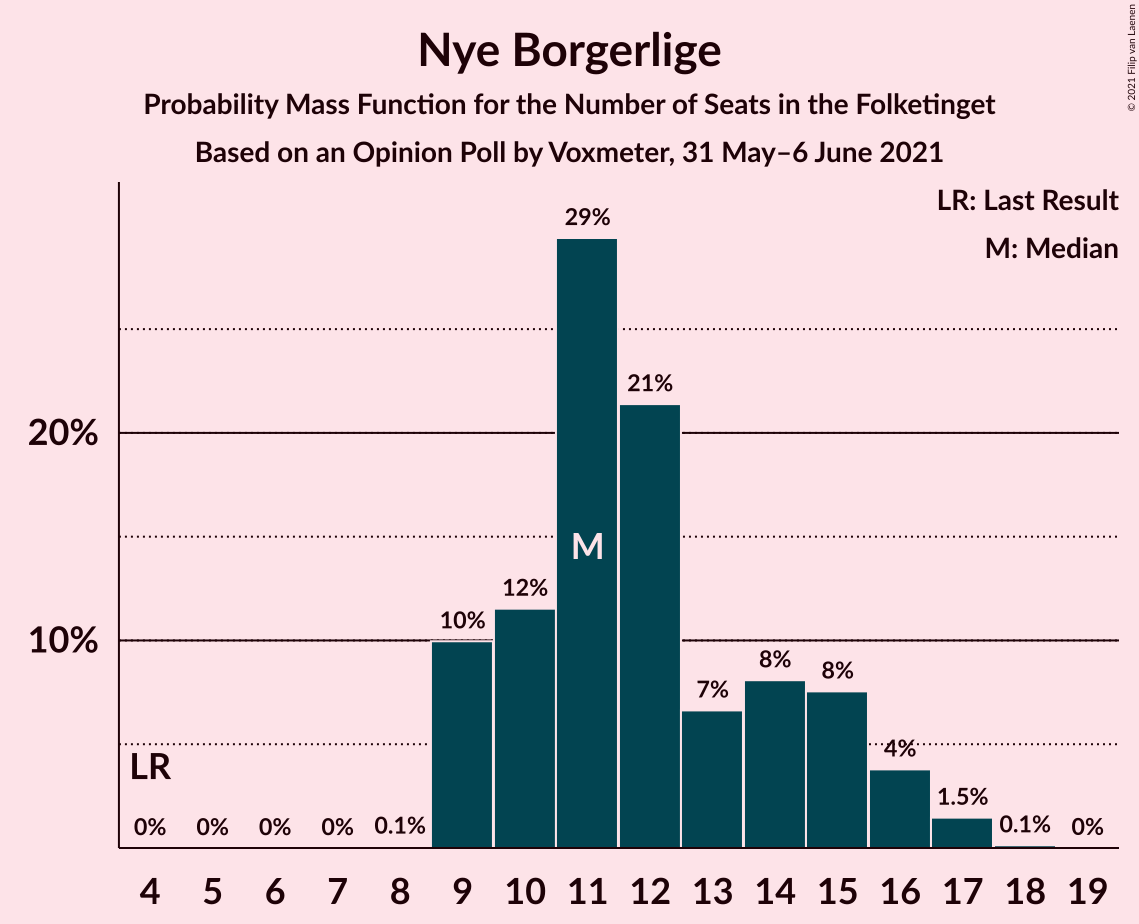 Nye Borgerlige
Probability Mass Function for the Number of Seats in the Folketinget
Based on an Opinion Poll by Voxmeter, 31 May–6 June 2021
© 2021 Filip van Laenen
LR: Last Result
M: Median
29%
21%
20%
M
12%
10%
10%
8%
8%
7%
4%
LR
1.5%
0% 0% 0% 0% 0.1% 0.1% 0%
4 5 6 7 8 9 10 11 12 13 14 15 16 17 18 19